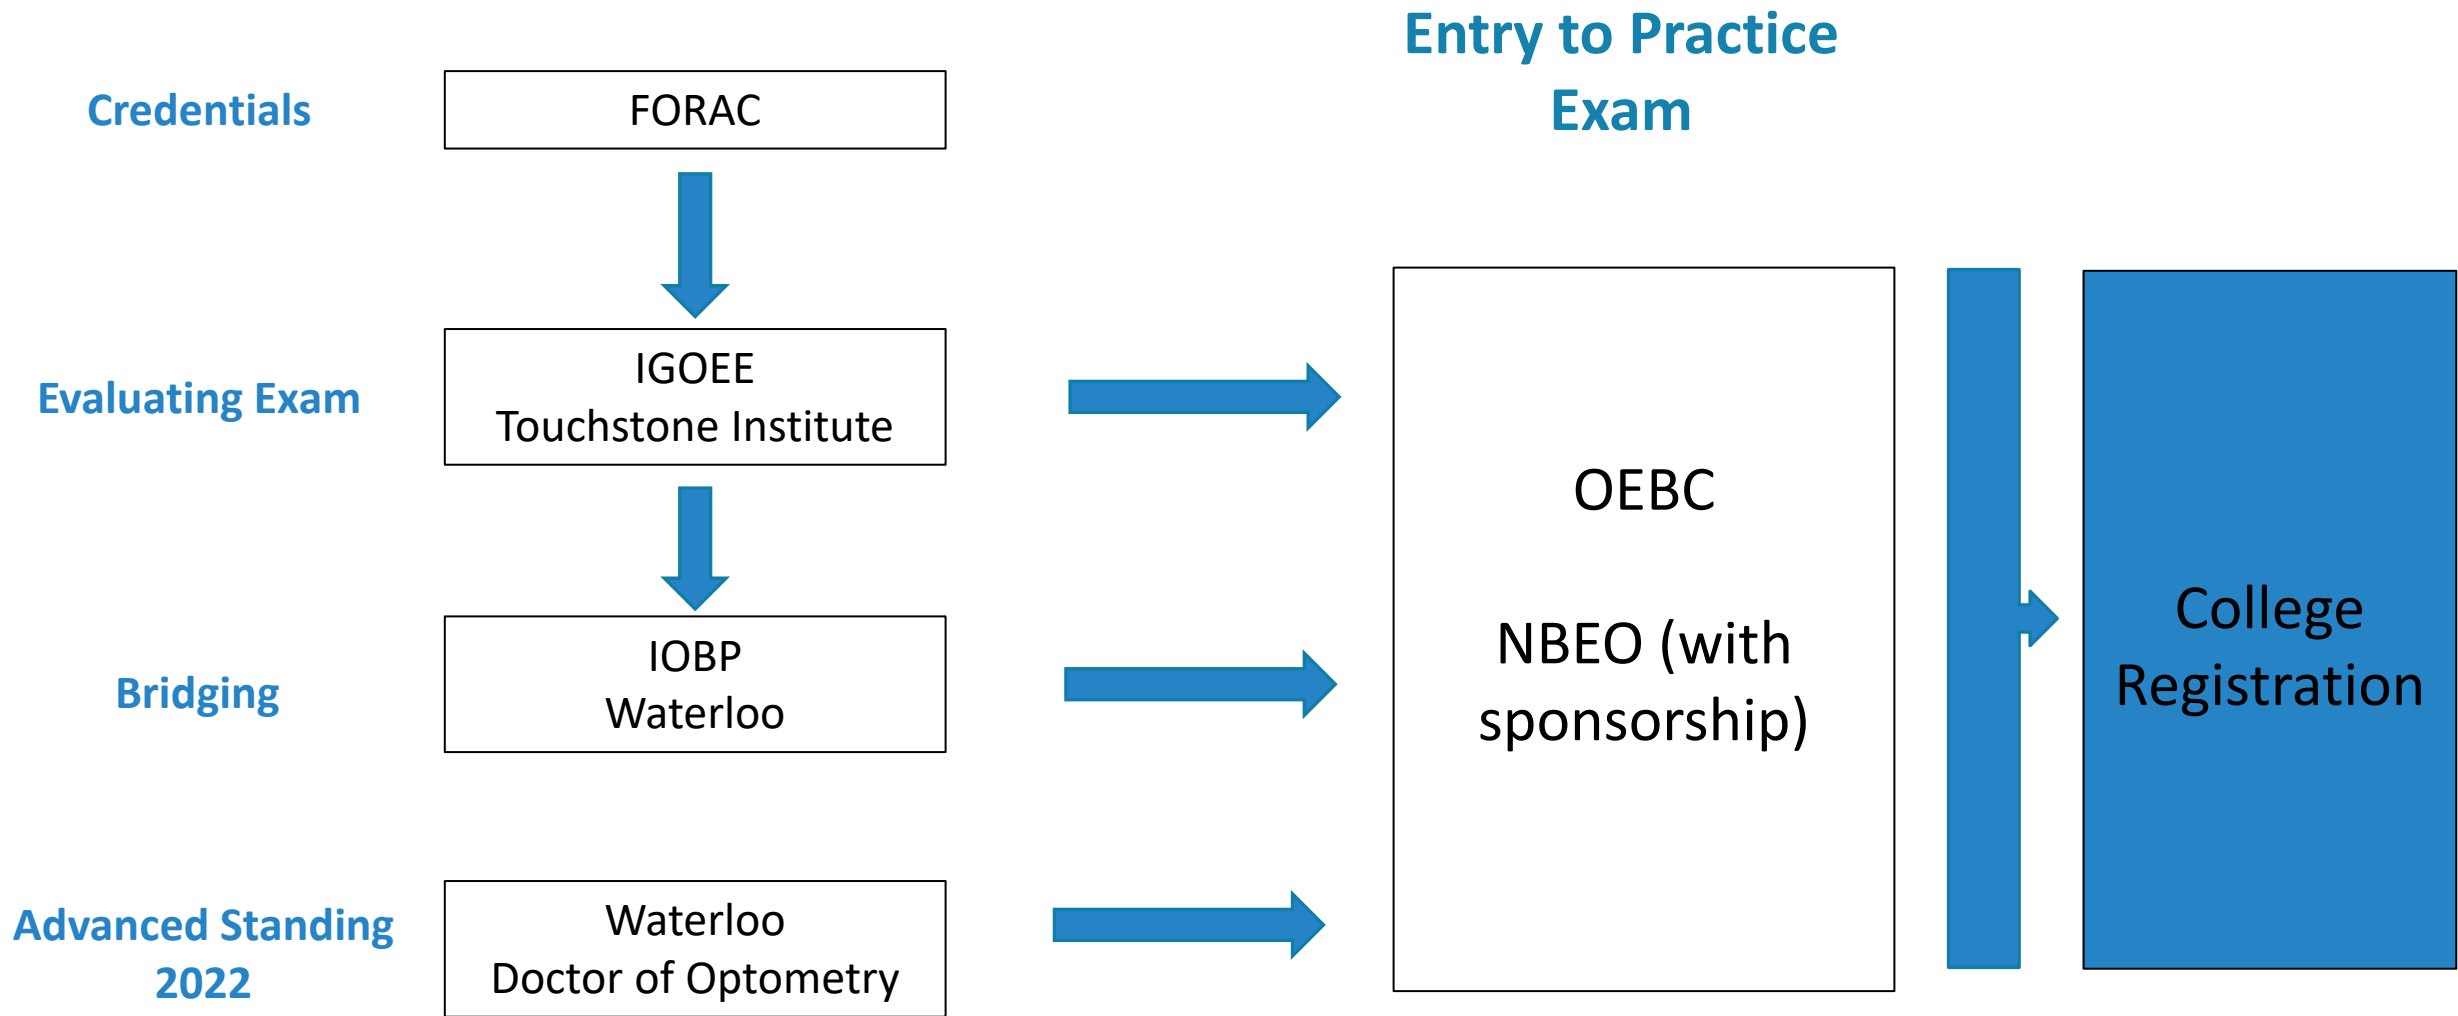 Entry to Practice
Exam
Credentials
FORAC
Evaluating Exam
IGOEE
Touchstone Institute
Bridging
IOBP
Waterloo
Advanced Standing
2022
Waterloo
Doctor of Optometry
OEBC
NBEO (with
sponsorship)
College
Registration